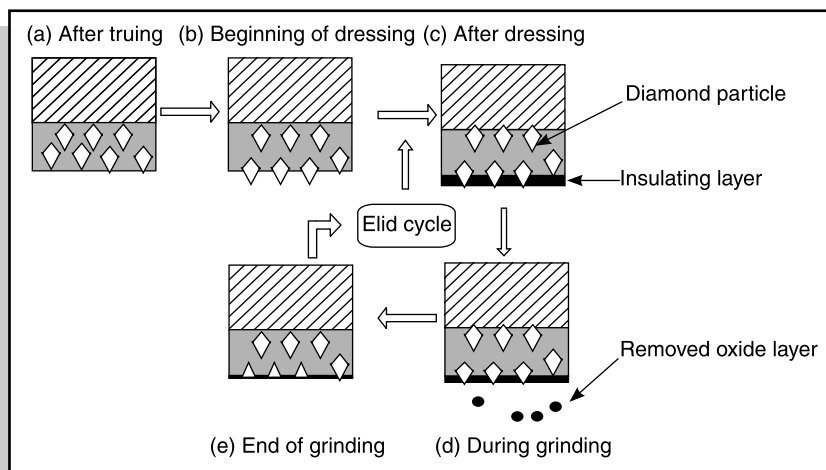 (a) After truing
(b) Beginning of dressing
(c) After dressing
Diamond particle
Insulating layer
Elid cycle
Removed oxide layer
(e) End of grinding
(d) During grinding